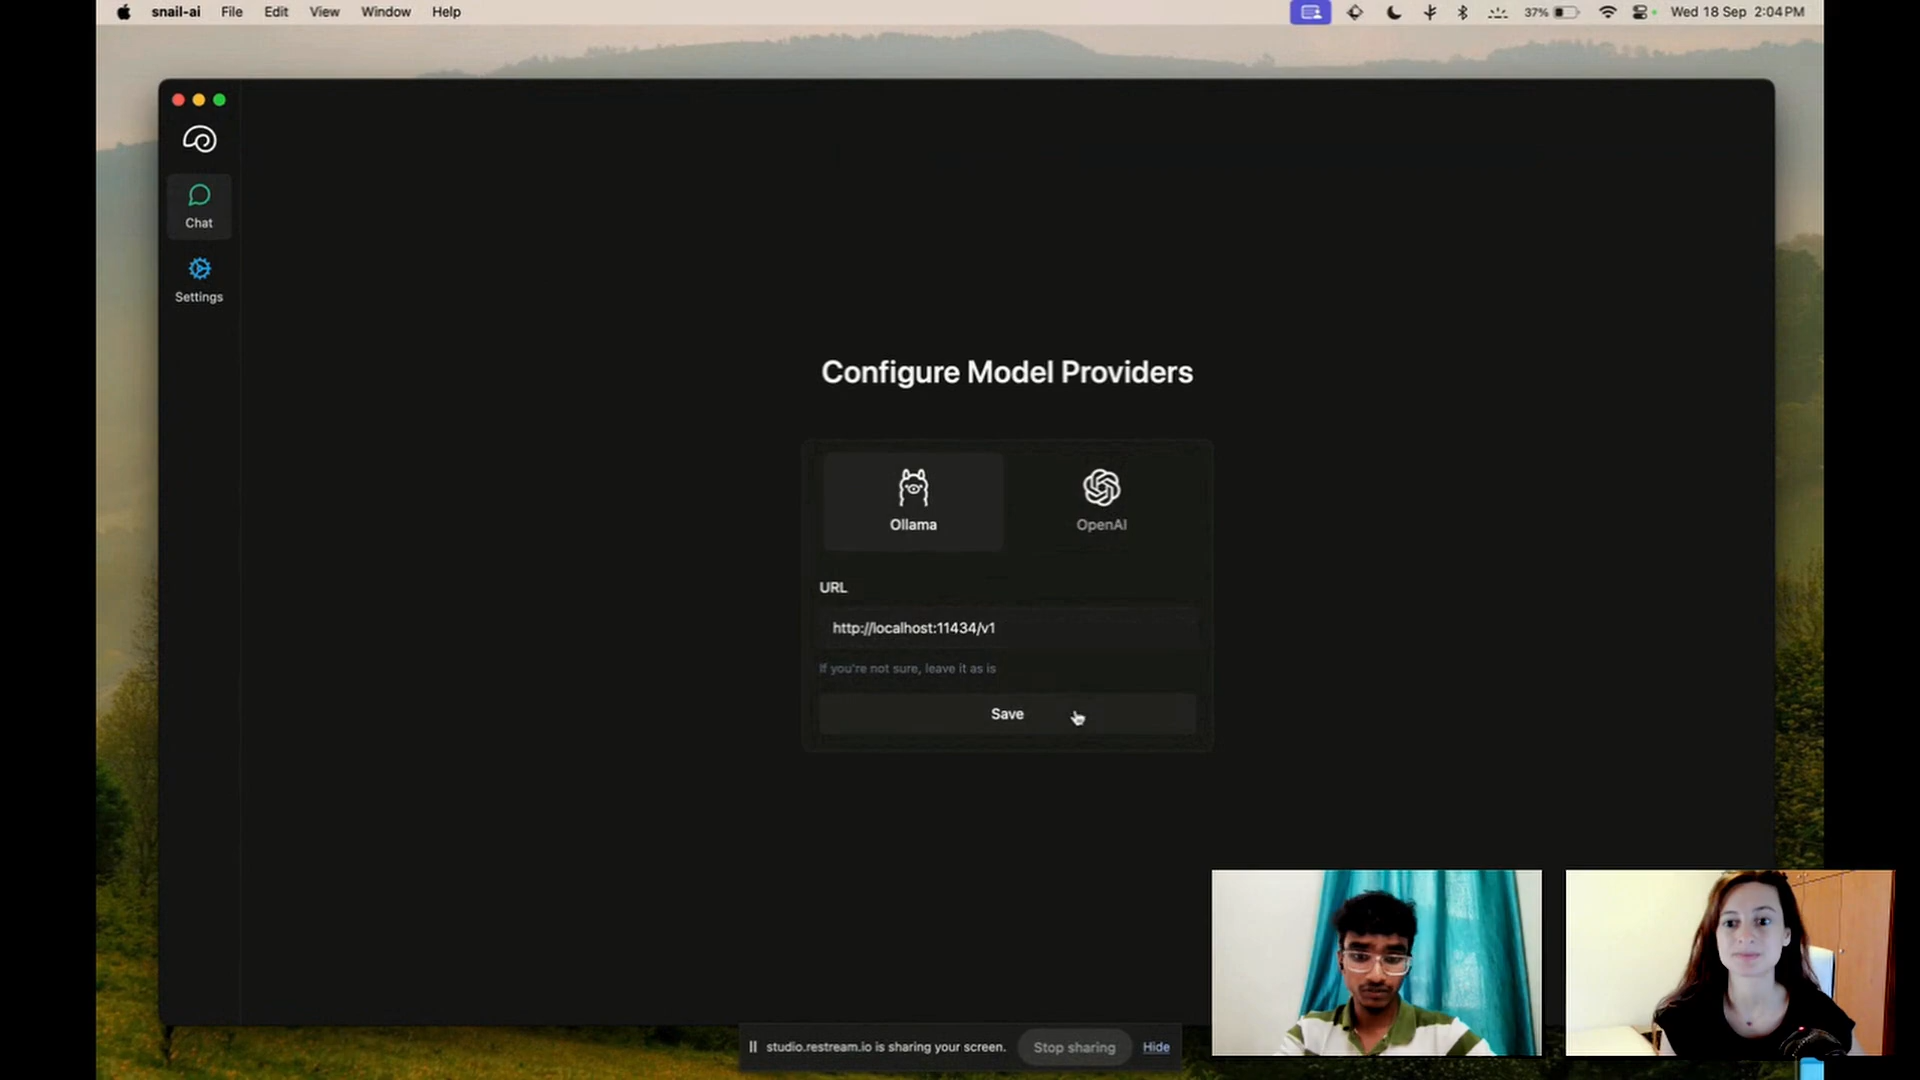 snail-ai File Edit View Window Help 37% Wed 18 Sep 2:04PM
Chat
Settings
Configure Model Providers
Ollama OpenAI
URL
http://localhost:11434/v1
If you're not sure, leave it as is
Save
studio.restream.io is sharing your screen. Stop sharing Hide